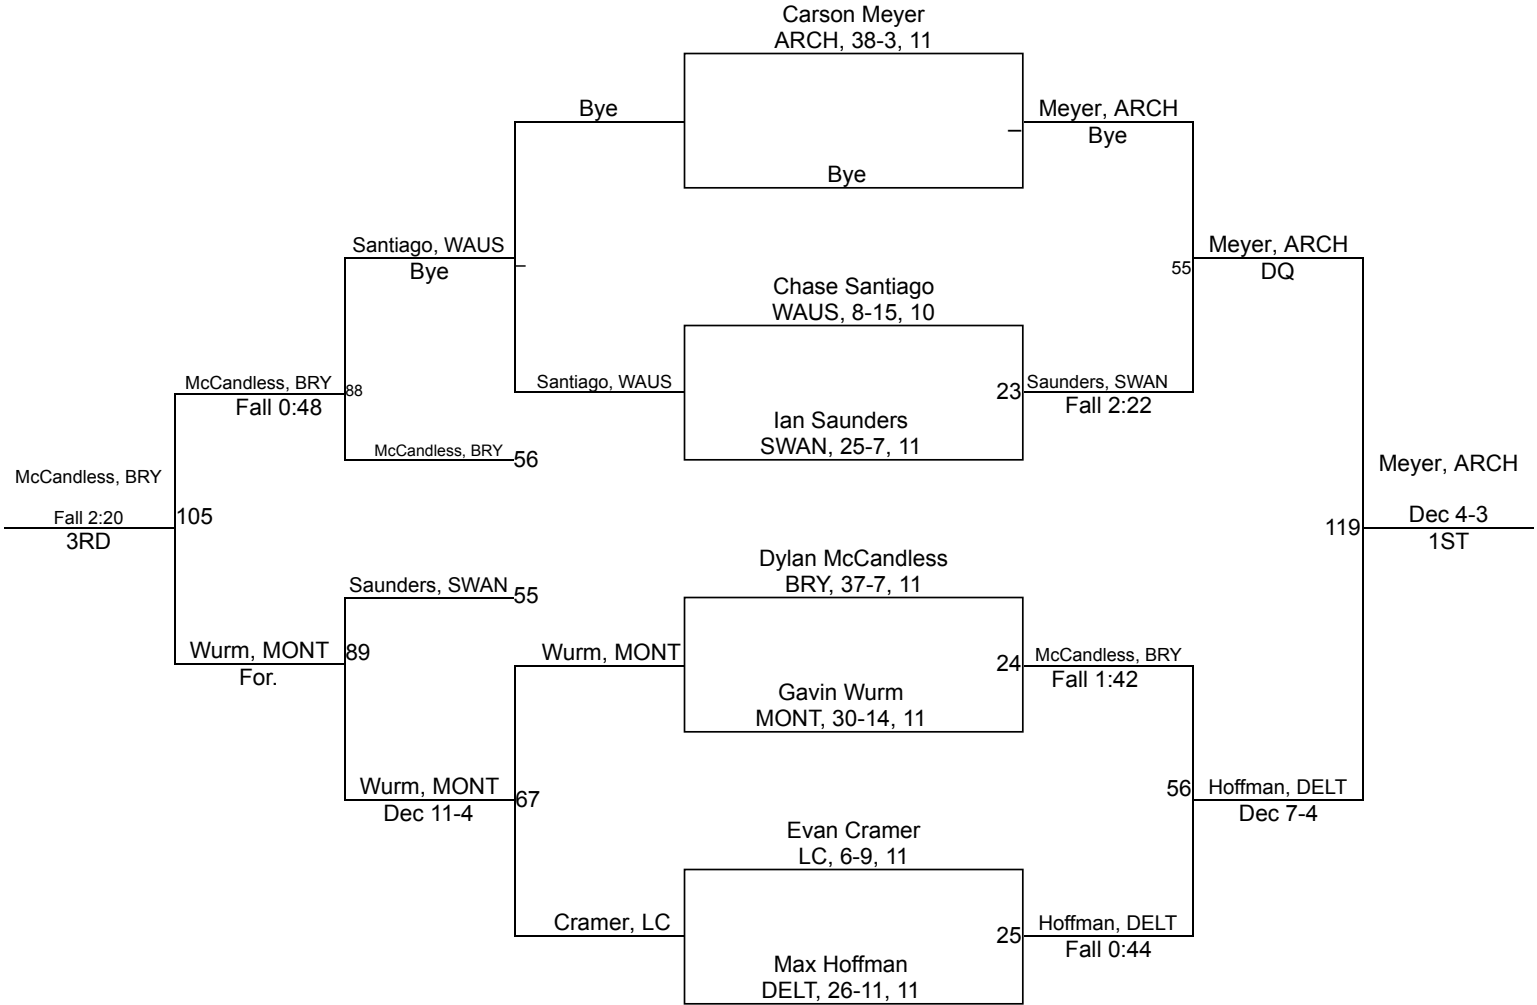 Carson Meyer
ARCH, 38-3, 11
Bye
Meyer, ARCH
Bye
Bye
Santiago, WAUS
Bye
Meyer, ARCH
55
DQ
Chase Santiago
WAUS, 8-15, 10
McCandless, BRY
88
Fall 0:48
Santiago, WAUS
23
Saunders, SWAN
Fall 2:22
Ian Saunders
SWAN, 25-7, 11
McCandless, BRY
56
McCandless, BRY
Meyer, ARCH
Fall 2:20
105
3RD
119
Dec 4-3
1ST
Dylan McCandless
BRY, 37-7, 11
Saunders, SWAN
55
Wurm, MONT
89
For.
Wurm, MONT
24
McCandless, BRY
Fall 1:42
Gavin Wurm
MONT, 30-14, 11
Wurm, MONT
67
Dec 11-4
56
Hoffman, DELT
Dec 7-4
Evan Cramer
LC, 6-9, 11
Cramer, LC
25
Hoffman, DELT
Fall 0:44
Max Hoffman
DELT, 26-11, 11